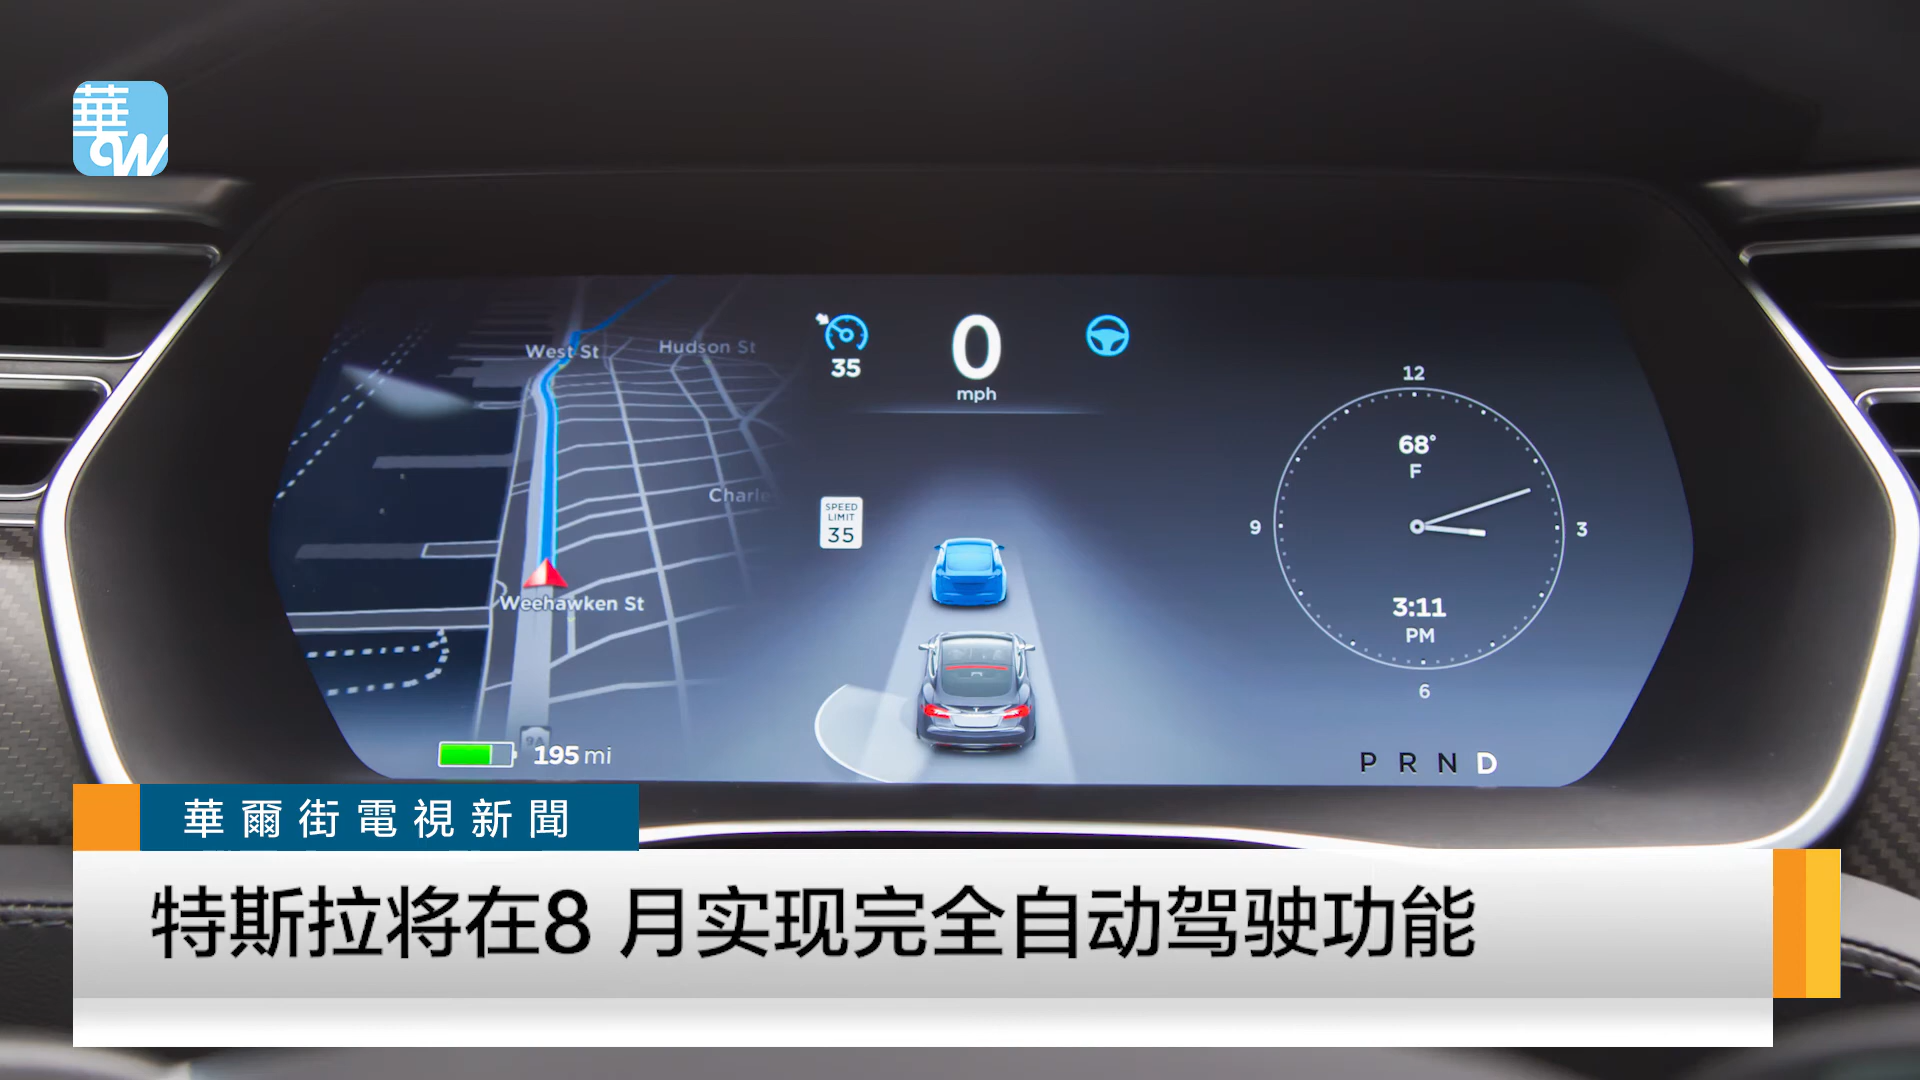 華
W
West St
Hudson St
35
0
mph
12
68°
F
SPEED
LIMIT
35
9
3
Weehawken St
3:11
PM
6
195 mi
P R N D
華爾街電視新聞
特斯拉将在8 月实现完全自动驾驶功能